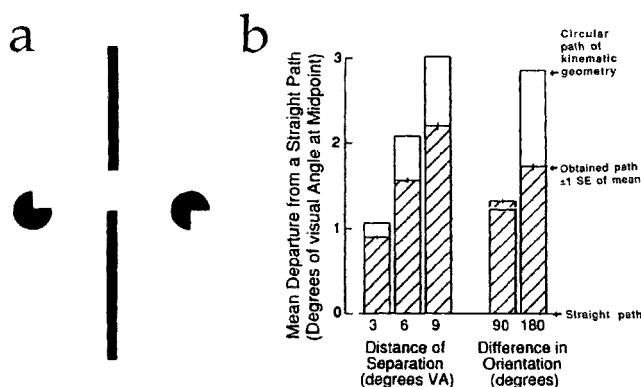 a
b
Mean Departure from a Straight Path
(Degrees of visual Angle at Midpoint)
3
2
1
0
3 6 9
Distance of
Separation
(degrees VA)
90 180
Difference in
Orientation
(degrees)
Circular path of
kinematic
geometry
Obtained path
±1 SE of mean
Straight path